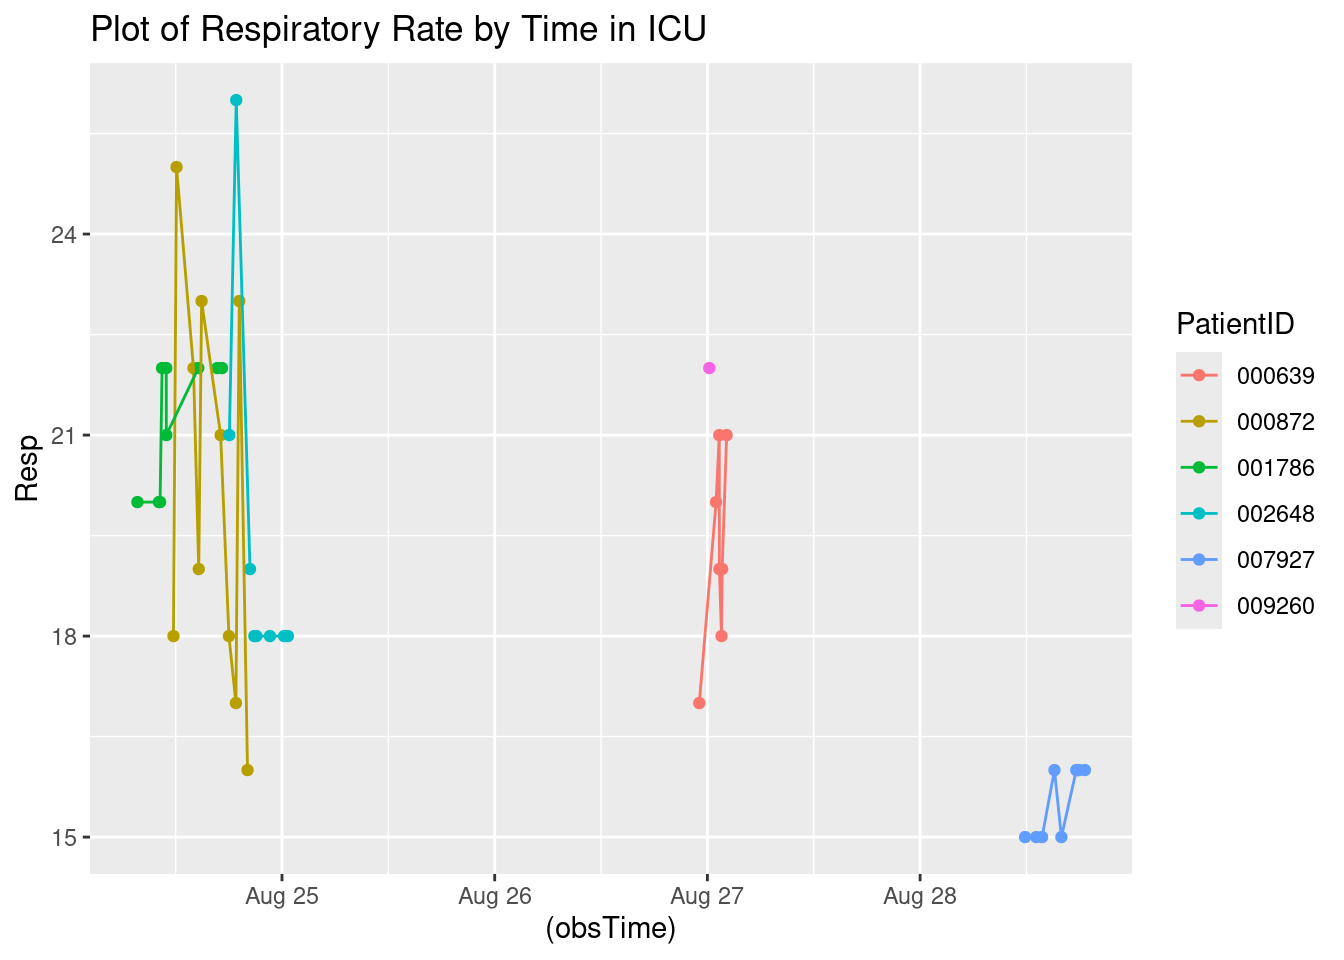 Plot of Respiratory Rate by Time in ICU
Resp
24
21
18
15
Aug 25
Aug 26
Aug 27
Aug 28
(obsTime)
PatientID
000639
000872
001786
002648
007927
009260